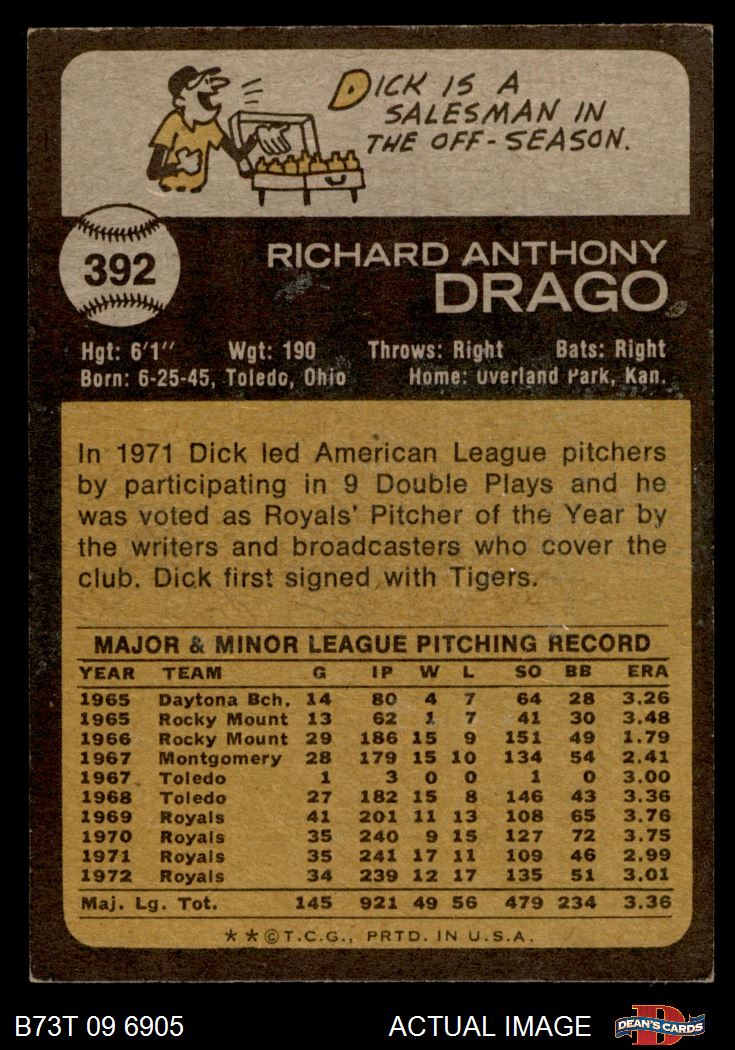 DICK IS A
SALESMAN IN
THE OFF-SEASON.
392
RICHARD ANTHONY
DRAGO
Hgt: 6'1" Wgt: 190 Throws: Right Bats: Right
Born: 6-25-45, Toledo, Ohio Home: Overland Park, Kan.
In 1971 Dick led American League pitchers
by participating in 9 Double Plays and he
was voted as Royals' Pitcher of the Year by
the writers and broadcasters who cover the
club. Dick first signed with Tigers.
MAJOR & MINOR LEAGUE PITCHING RECORD
YEAR TEAM G IP W L SO BB ERA
1965 Daytona Bch. 14 80 4 7 64 28 3.26
1965 Rocky Mount 13 62 1 7 41 30 3.48
1966 Rocky Mount 29 186 15 9 151 49 1.79
1967 Montgomery 28 179 15 10 134 54 2.41
1967 Toledo 1 3 0 0 1 0 3.00
1968 Toledo 27 182 15 8 146 43 3.36
1969 Royals 41 201 11 13 108 65 3.76
1970 Royals 35 240 9 15 127 72 3.75
1971 Royals 35 241 17 11 109 46 2.99
1972 Royals 34 239 12 17 135 51 3.01
Maj. Lg. Tot. 145 921 49 56 479 234 3.36
**©T.C.G., PRTD. IN U.S.A.
B73T 09 6905 ACTUAL IMAGE DEAN'S CARDS